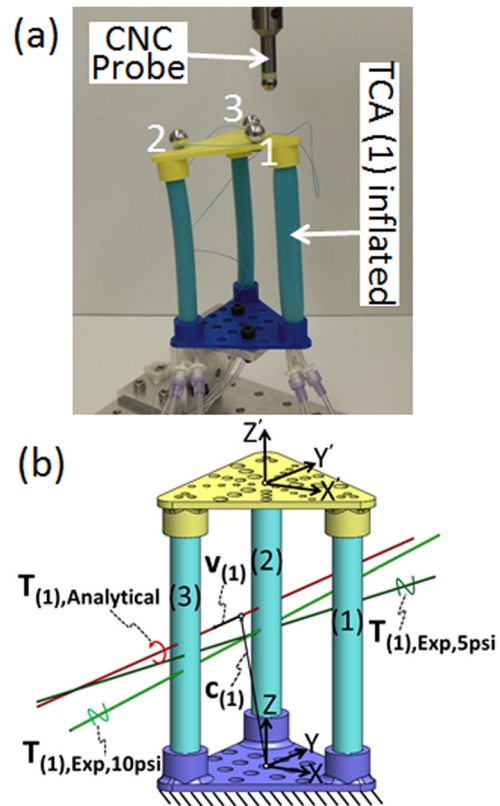 (a)
CNC
Probe
TCA (1) inflated
3
2
1
(b)
Z'
Y'
X'
v(1)
(2)
(3)
(1)
T(1),Analytical
T(1),Exp,5psi
c(1)
Z
Y
X
T(1),Exp,10psi